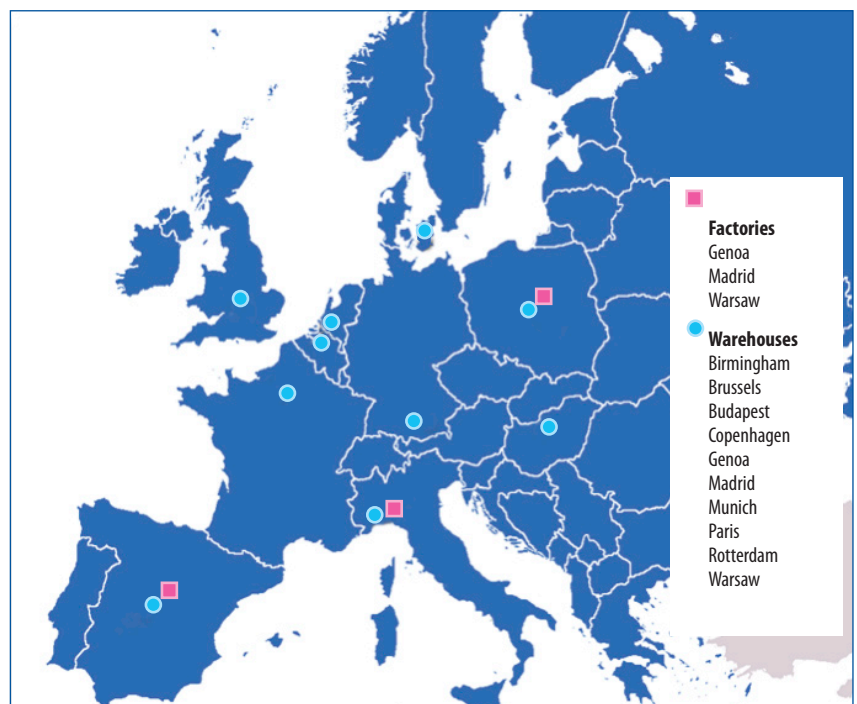 Factories
Genoa
Madrid
Warsaw
Warehouses
Birmingham
Brussels
Budapest
Copenhagen
Genoa
Madrid
Munich
Paris
Rotterdam
Warsaw